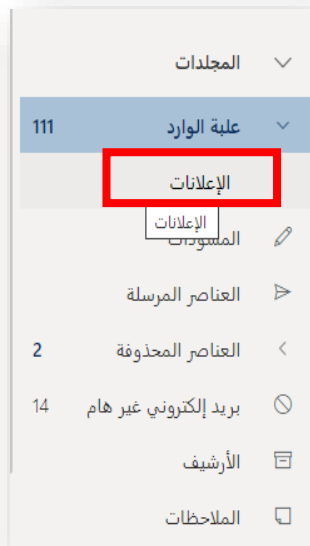 المجلدات
علبة الوارد 111
الإعلانات
الإعلانات
المسودات
العناصر المرسلة
العناصر المحذوفة 2
بريد إلكتروني غير هام 14
الأرشيف
الملاحظات